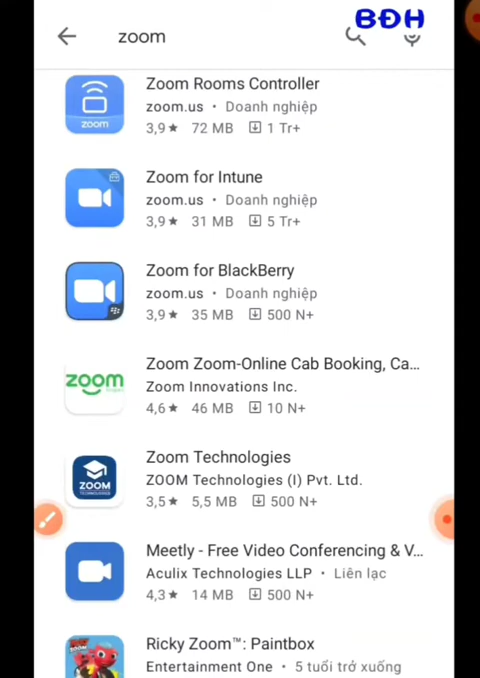 BĐH
zoom
Zoom Rooms Controller
zoom
zoom.us • Doanh nghiệp
3,9★ 72 MB 1 Tr+
Zoom for Intune
zoom.us • Doanh nghiệp
3,9★ 31 MB 5 Tr+
Zoom for BlackBerry
zoom.us • Doanh nghiệp
3,9★ 35 MB 500 N+
Zoom Zoom-Online Cab Booking, Ca...
zoom
Zoom Innovations Inc.
4,6★ 46 MB 10 N+
Zoom Technologies
ZOOM
TECHNOLOGIES
ZOOM Technologies (I) Pvt. Ltd.
3,5★ 5,5 MB 500 N+
Meetly - Free Video Conferencing & V...
Aculix Technologies LLP • Liên lạc
4,3★ 14 MB 500 N+
Ricky Zoom™: Paintbox
Entertainment One • 5 tuổi trở xuống